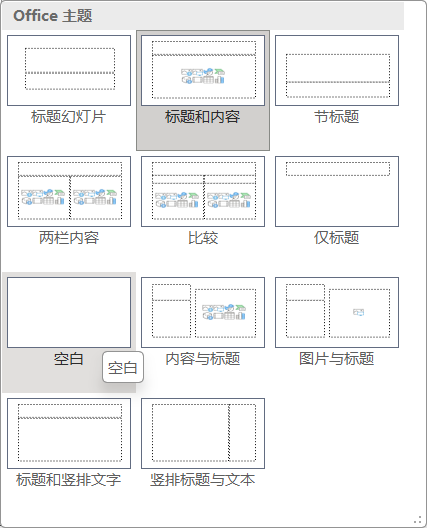 Office 主题
标题幻灯片
标题和内容
节标题
两栏内容
比较
仅标题
空白
内容与标题
图片与标题
空白
标题和竖排文字
竖排标题与文本